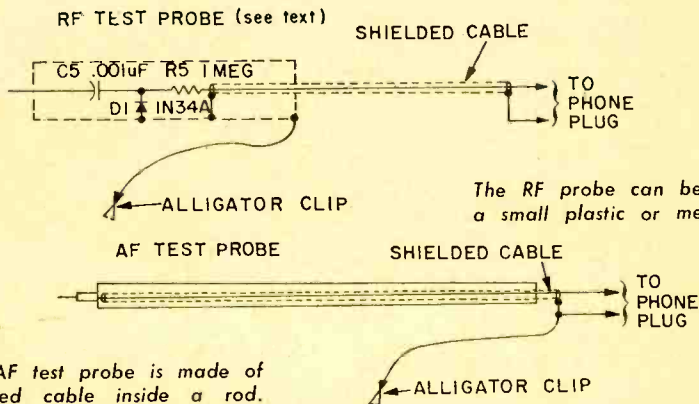 RF TEST PROBE (see text)
SHIELDED CABLE
C5 .001uF R5 1 MEG
D1 1N34A
TO
PHONE
PLUG
ALLIGATOR CLIP
The RF probe can be
a small plastic or me
AF TEST PROBE
SHIELDED CABLE
TO
PHONE
PLUG
AF test probe is made of
ed cable inside a rod.
ALLIGATOR CLIP